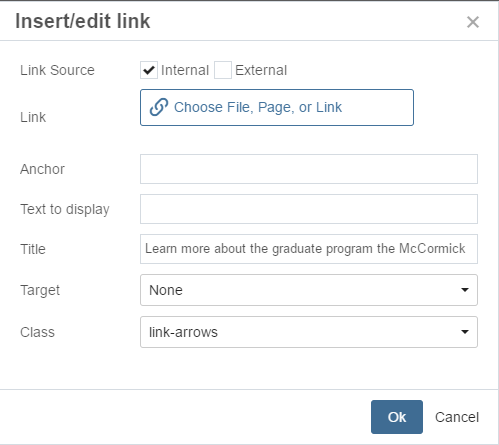 Insert/edit link
Link Source Internal External
Link Choose File, Page, or Link
Anchor
Text to display
Title Learn more about the graduate program the McCormick
Target None
Class link-arrows
Ok Cancel